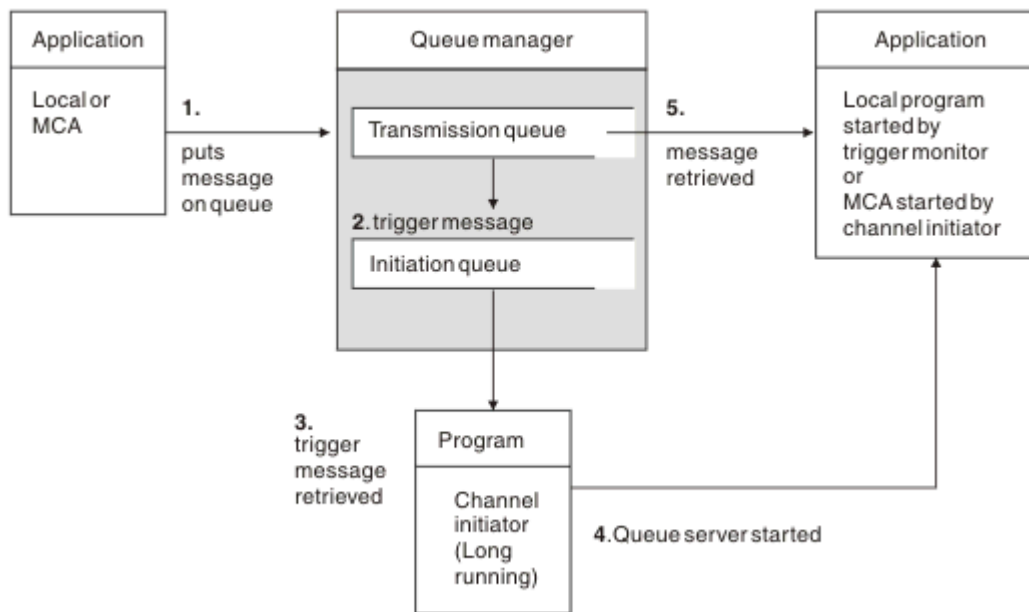 Application
Local or
MCA
1.
puts
message
on queue
Queue manager
Transmission queue
2. trigger message
Initiation queue
5.
message
retrieved
Application
Local program
started by
trigger monitor
or
MCA started by
channel initiator
3.
trigger
message
retrieved
Program
Channel
initiator
(Long
running)
4.Queue server started